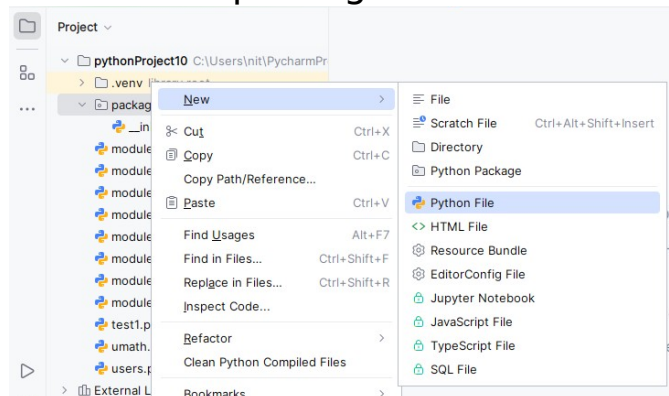 Project
pythonProject10 C:\Users\nit\PycharmPr
.venv library root
packag
__in
module
module
module
module
module
module
module
module
test1.p
umath.
users.p
External L
New
Cut Ctrl+X
Copy Ctrl+C
Copy Path/Reference...
Paste Ctrl+V
Find Usages Alt+F7
Find in Files... Ctrl+Shift+F
Replace in Files... Ctrl+Shift+R
Inspect Code...
Refactor
Clean Python Compiled Files
Bookmarks
File
Scratch File Ctrl+Alt+Shift+Insert
Directory
Python Package
Python File
HTML File
Resource Bundle
EditorConfig File
Jupyter Notebook
JavaScript File
TypeScript File
SQL File